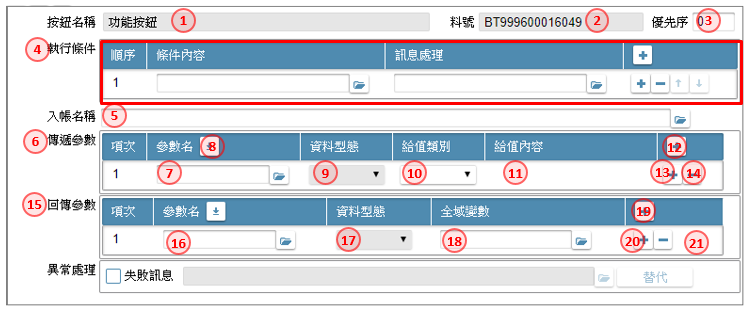 按鈕名稱 功能按鈕 1 料號 BT999600016049 2 優先序 03
4 執行條件
順序 條件內容 訊息處理
1
入帳名稱 5
6 傳遞參數
項次 參數名 8 資料型態 給值類別 給值內容 12
1 7 9 10 11 13 14
15 回傳參數
項次 參數名 資料型態 全域變數 19
1 16 17 18 20 21
異常處理 失敗訊息 替代